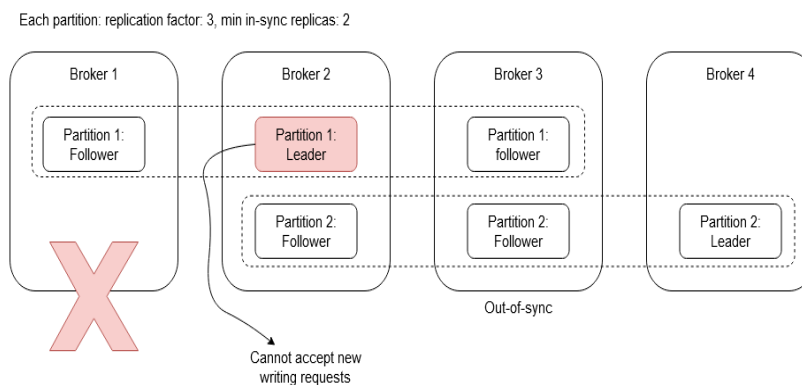 Each partition: replication factor: 3, min in-sync replicas: 2
Broker 1
Broker 2
Broker 3
Broker 4
Partition 1:
Follower
Partition 1:
Leader
Partition 1:
follower
Partition 2:
Follower
Partition 2:
Follower
Partition 2:
Leader
Out-of-sync
Cannot accept new
writing requests